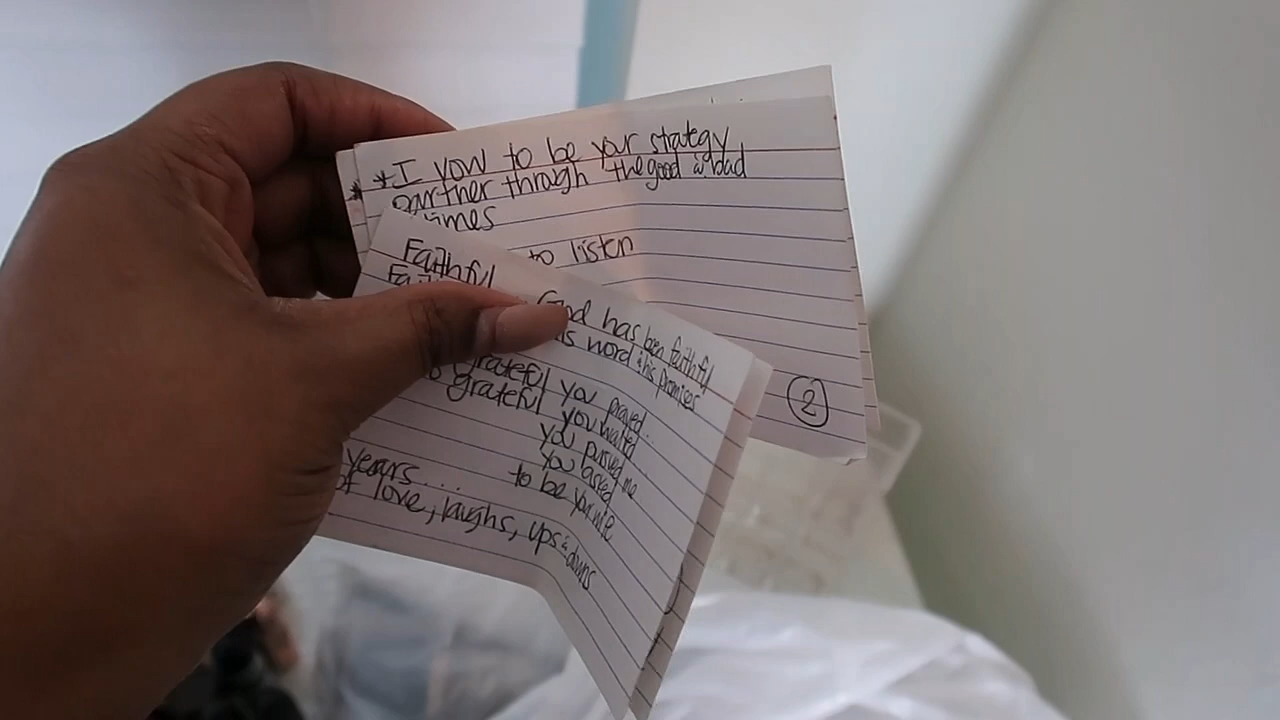 *I vow to be your strategy
partner through the good & bad
times
to listen
2
Faithful
God has been faithful
word & his promises
grateful you prayed..
grateful you waited
you pursued me
you asked
to be your wife
years...
of love, laughs, ups & downs